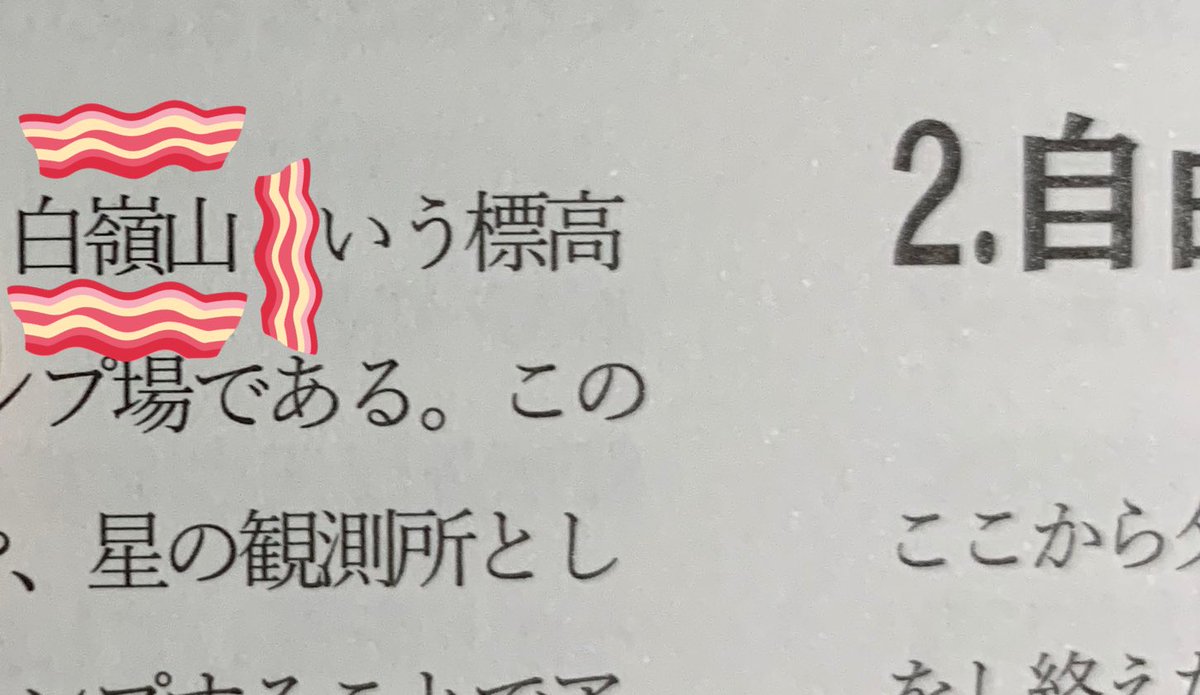 白嶺山 いう標高
ンプ場である。この
、星の観測所とし
2.自由
ここから